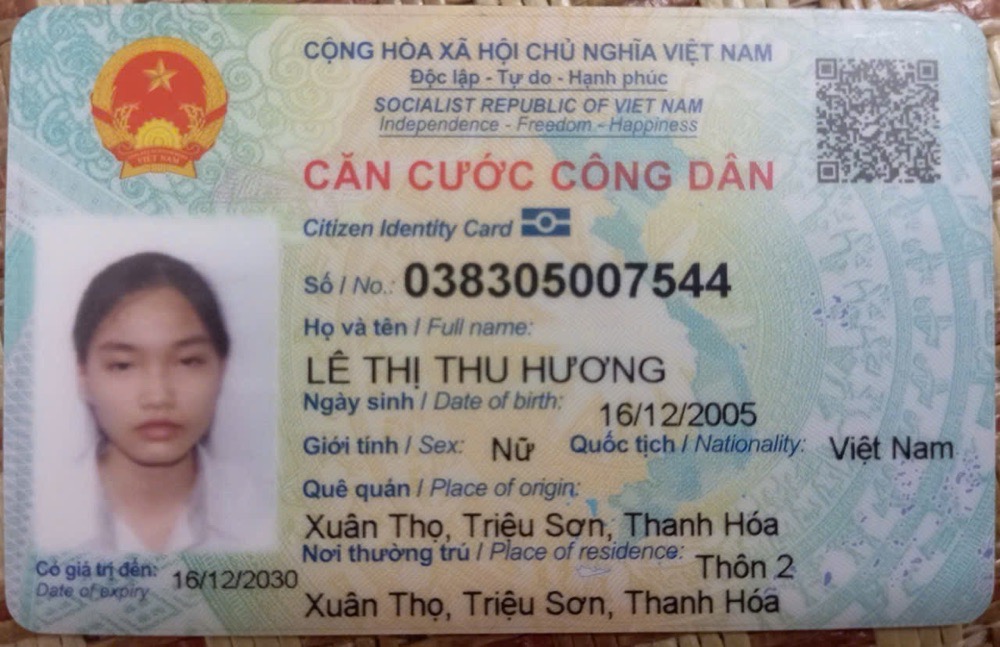 CỘNG HÒA XÃ HỘI CHỦ NGHĨA VIỆT NAM
Độc lập - Tự do - Hạnh phúc
SOCIALIST REPUBLIC OF VIET NAM
Independence - Freedom - Happiness
CĂN CƯỚC CÔNG DÂN
Citizen Identity Card
Số / No.: 038305007544
Họ và tên / Full name:
LÊ THỊ THU HƯƠNG
Ngày sinh / Date of birth: 16/12/2005
Giới tính / Sex: Nữ Quốc tịch / Nationality: Việt Nam
Quê quán / Place of origin:
Xuân Thọ, Triệu Sơn, Thanh Hóa
Nơi thường trú / Place of residence: Thôn 2
Xuân Thọ, Triệu Sơn, Thanh Hóa
Có giá trị đến: 16/12/2030
Date of expiry
VIỆT NAM